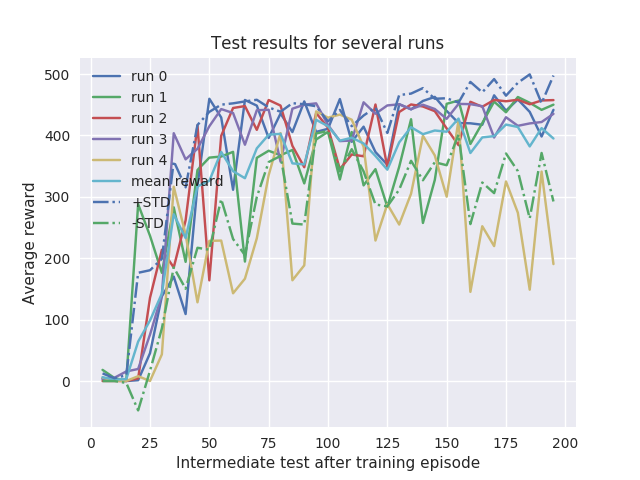 Test results for several runs
500
400
300
200
100
0
Average reward
run 0
run 1
run 2
run 3
run 4
mean reward
+STD
-STD
0
25
50
75
100
125
150
175
200
Intermediate test after training episode